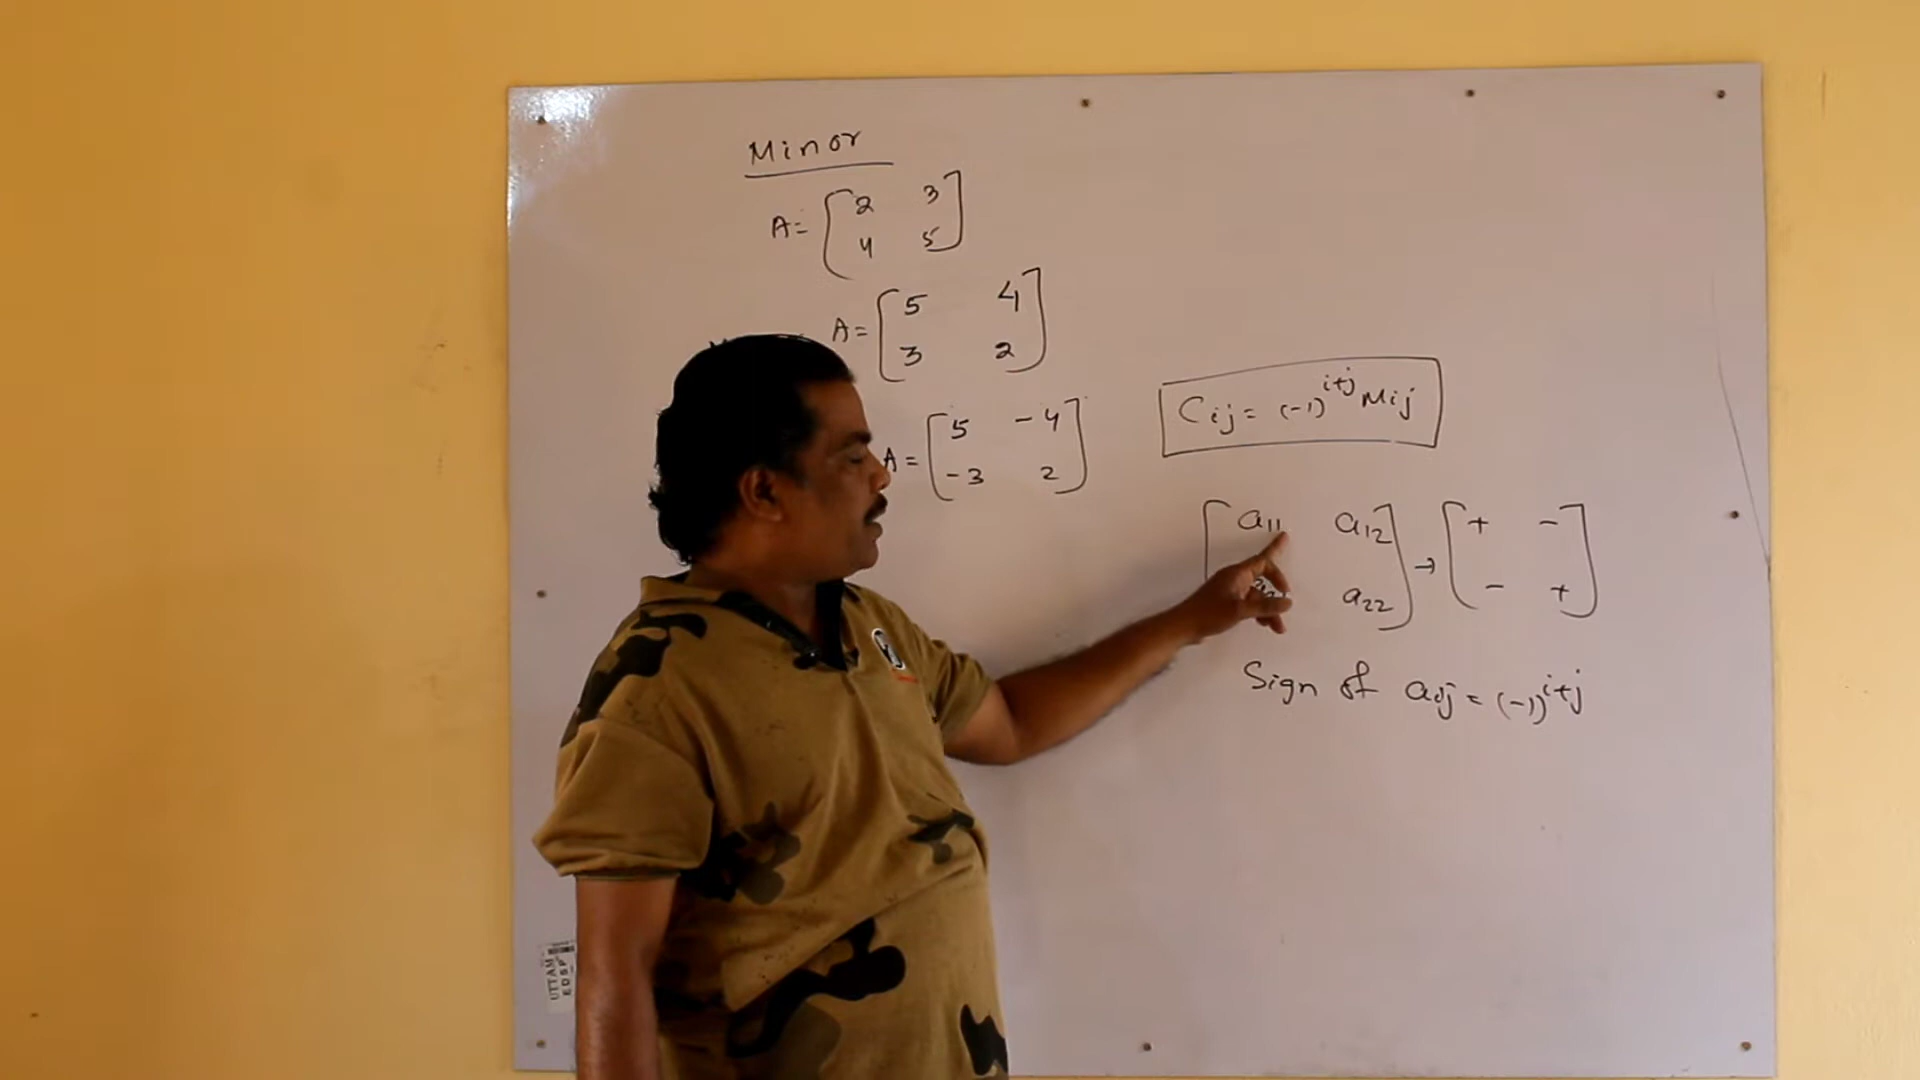 Minor
A = [2 3
4 5]
A = [5 4
3 2]
A = [5 -4
-3 2]
Cij = (-1)^i+j Mij
[a11 a12
a22] → [+ -
- +]
Sign of aij = (-1)^i+j
UTTAM